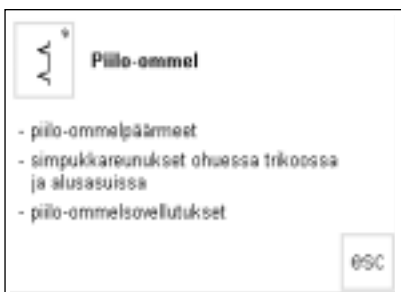 Piilo-ommel
- piilo-ommelpäärmeet
- simpukkareunukset ohuessa trikoossa
ja alusasuissa
- piilo-ommelsovellutukset
esc